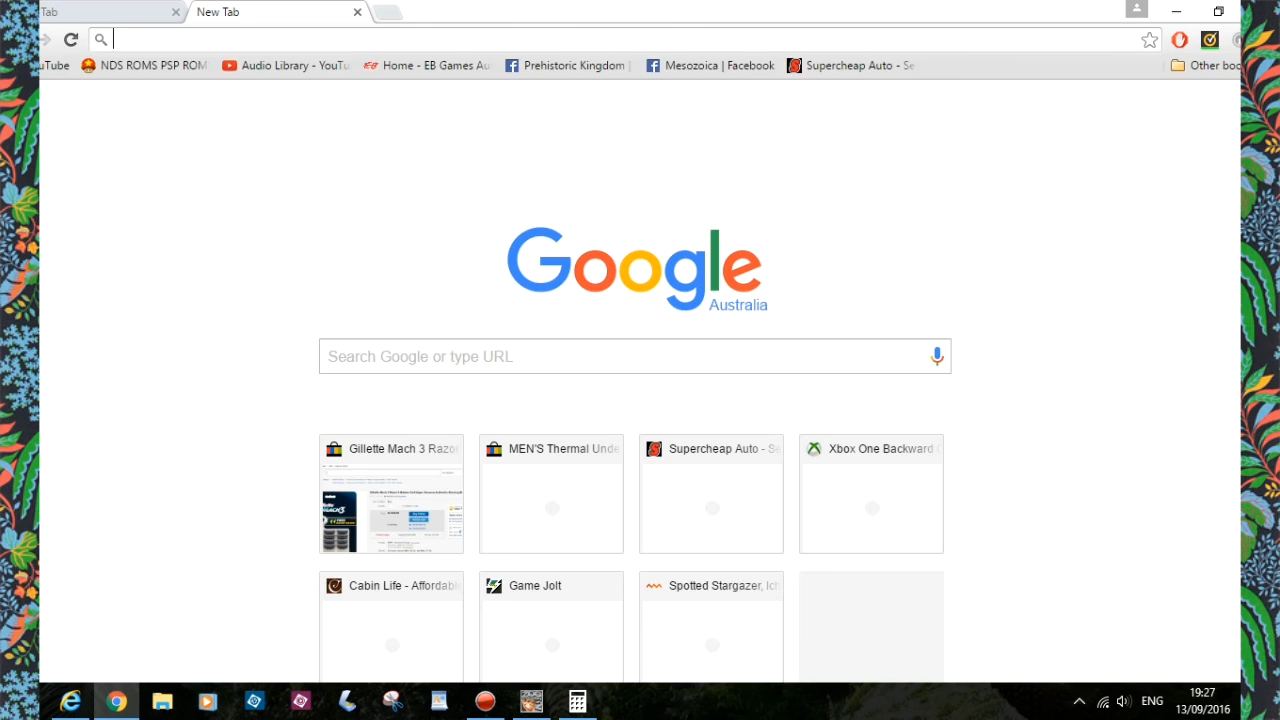 Tab
New Tab
uTube
NDS ROMS PSP ROM
Audio Library - YouTu
Home - EB Games Au
Prehistoric Kingdom |
Mesozoica | Facebook
Supercheap Auto - Se
Other boo
Google
Australia
Search Google or type URL
Gillette Mach 3 Razo
MEN'S Thermal Unde
Supercheap Auto - Se
Xbox One Backward C
Cabin Life - Affordable
Game Jolt
Spotted Stargazer, Ich
ENG
19:27
13/09/2016